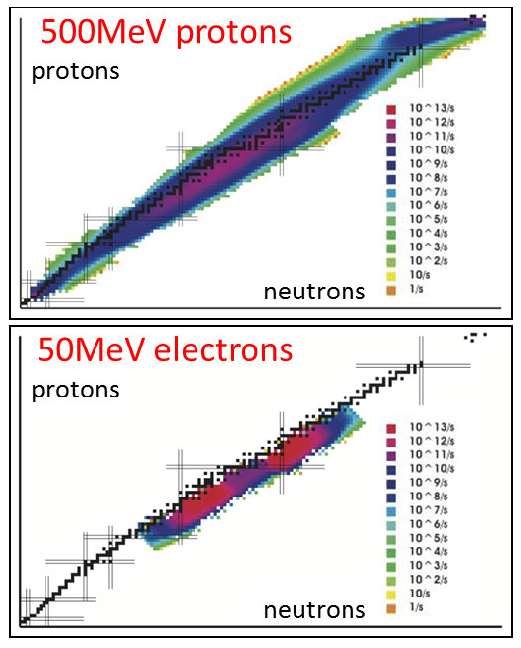 500MeV protons
protons
10^13/s
10^12/s
10^11/s
10^10/s
10^9/s
10^8/s
10^7/s
10^6/s
10^5/s
10^4/s
10^3/s
10^2/s
10/s
1/s
neutrons
50MeV electrons
protons
10^13/s
10^12/s
10^11/s
10^10/s
10^9/s
10^8/s
10^7/s
10^6/s
10^5/s
10^4/s
10^3/s
10^2/s
10/s
1/s
neutrons